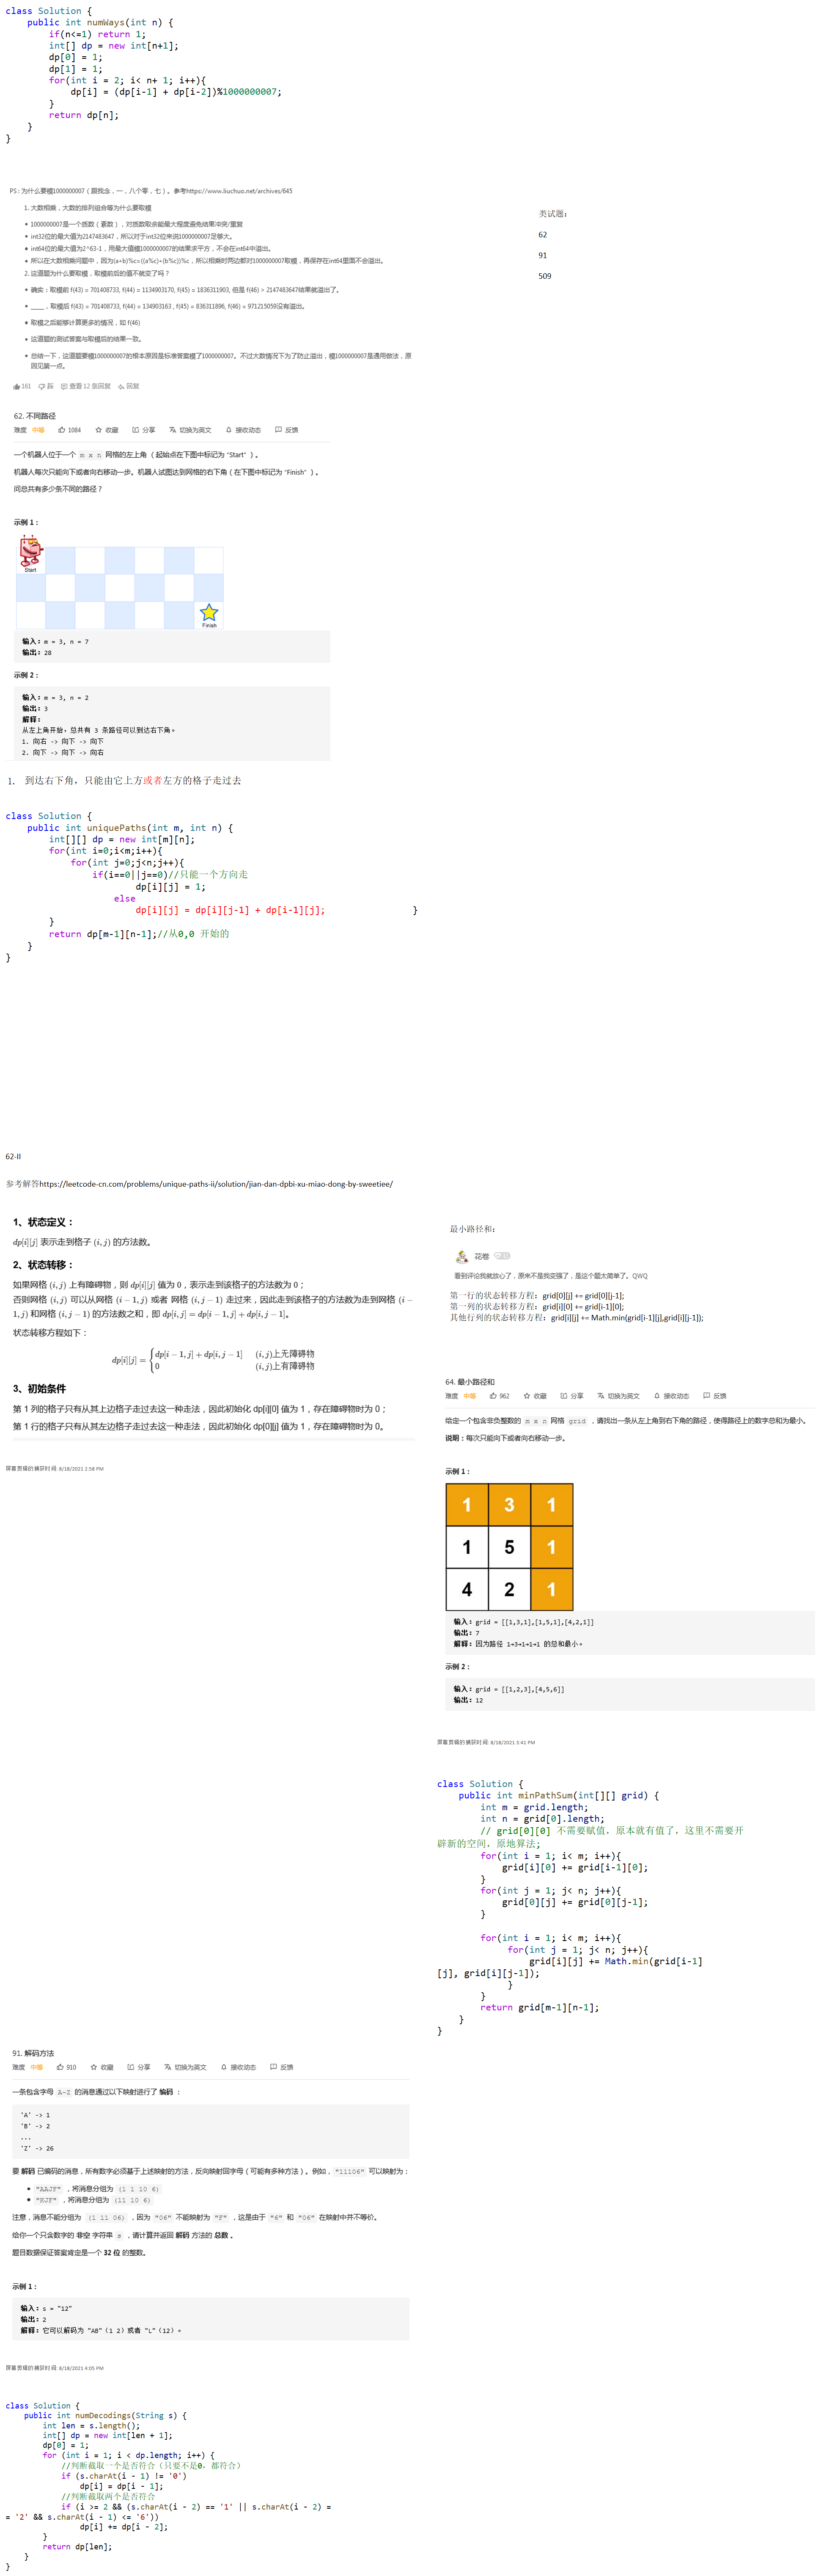 class Solution {
public int numWays(int n) {
if(n<=1) return 1;
int[] dp = new int[n+1];
dp[0] = 1;
dp[1] = 1;
for(int i = 2; i< n+ 1; i++){
dp[i] = (dp[i-1] + dp[i-2])%1000000007;
}
return dp[n];
}
}
PS : 为什么要模1000000007（跟我念，一，八个零，七）。参考https://www.liuchuo.net/archives/645
1. 大数相乘，大数的排列组合等为什么要取模
• 1000000007是一个质数（素数），对质数取余能最大程度避免结果冲突/重复
• int32位的最大值为2147483647，所以对于int32位来说1000000007足够大。
• int64位的最大值为2^63-1，用最大值模1000000007的结果求平方，不会在int64中溢出。
• 所以在大数相乘问题中，因为(a∗b)%c=((a%c)∗(b%c))%c，所以相乘时两边都对1000000007取模，再保存在int64里面不会溢出。
2. 这道题为什么要取模，取模前后的值不就变了吗？
• 确实：取模前 f(43) = 701408733, f(44) = 1134903170, f(45) = 1836311903, 但是 f(46) > 2147483647结果就溢出了。
• _____，取模后 f(43) = 701408733, f(44) = 134903163 , f(45) = 836311896, f(46) = 971215059没有溢出。
• 取模之后能够计算更多的情况，如 f(46)
• 这道题的测试答案与取模后的结果一致。
• 总结一下，这道题要模1000000007的根本原因是标准答案模了1000000007。不过大数情况下为了防止溢出，模1000000007是通用做法，原
因见第一点。
161 踩 查看 12 条回复 回复
类试题：
62
91
509
62. 不同路径
难度 中等 1084 收藏 分享 切换为英文 接收动态 反馈
一个机器人位于一个 m x n 网格的左上角 （起始点在下图中标记为 “Start” ）。
机器人每次只能向下或者向右移动一步。机器人试图达到网格的右下角（在下图中标记为 “Finish” ）。
问总共有多少条不同的路径？
示例 1：
Start
Finish
输入：m = 3, n = 7
输出：28
示例 2：
输入：m = 3, n = 2
输出：3
解释：
从左上角开始，总共有 3 条路径可以到达右下角。
1. 向右 -> 向下 -> 向下
2. 向下 -> 向下 -> 向右
1. 到达右下角，只能由它上方或者左方的格子走过去
class Solution {
public int uniquePaths(int m, int n) {
int[][] dp = new int[m][n];
for(int i=0;i<m;i++){
for(int j=0;j<n;j++){
if(i==0||j==0)//只能一个方向走
dp[i][j] = 1;
else
dp[i][j] = dp[i][j-1] + dp[i-1][j]; }
}
return dp[m-1][n-1];//从0,0 开始的
}
}
62-II
参考解答https://leetcode-cn.com/problems/unique-paths-ii/solution/jian-dan-dpbi-xu-miao-dong-by-sweetiee/
1、状态定义：
dp[i][j] 表示走到格子 (i, j) 的方法数。
2、状态转移：
如果网格 (i, j) 上有障碍物，则 dp[i][j] 值为 0，表示走到该格子的方法数为 0；
否则网格 (i, j) 可以从网格 (i − 1, j) 或者 网格 (i, j − 1) 走过来，因此走到该格子的方法数为走到网格 (i −
1, j) 和网格 (i, j − 1) 的方法数之和，即 dp[i, j] = dp[i − 1, j] + dp[i, j − 1]。
状态转移方程如下：
dp[i][j] = { dp[i − 1, j] + dp[i, j − 1] (i, j)上无障碍物
0 (i, j)上有障碍物
3、初始条件
第 1 列的格子只有从其上边格子走过去这一种走法，因此初始化 dp[i][0] 值为 1，存在障碍物时为 0；
第 1 行的格子只有从其左边格子走过去这一种走法，因此初始化 dp[0][j] 值为 1，存在障碍物时为 0。
屏幕剪辑的捕获时间: 8/18/2021 2:58 PM
最小路径和：
花卷
看到评论我就放心了，原来不是我变强了，是这个题太简单了。QWQ
第一行的状态转移方程：grid[0][j] += grid[0][j-1];
第一列的状态转移方程：grid[i][0] += grid[i-1][0];
其他行列的状态转移方程：grid[i][j] += Math.min(grid[i-1][j],grid[i][j-1]);
64. 最小路径和
难度 中等 962 收藏 分享 切换为英文 接收动态 反馈
给定一个包含非负整数的 m x n 网格 grid ，请找出一条从左上角到右下角的路径，使得路径上的数字总和为最小。
说明：每次只能向下或者向右移动一步。
示例 1：
1 3 1
1 5 1
4 2 1
输入：grid = [[1,3,1],[1,5,1],[4,2,1]]
输出：7
解释：因为路径 1→3→1→1→1 的总和最小。
示例 2：
输入：grid = [[1,2,3],[4,5,6]]
输出：12
屏幕剪辑的捕获时间: 8/18/2021 3:41 PM
class Solution {
public int minPathSum(int[][] grid) {
int m = grid.length;
int n = grid[0].length;
// grid[0][0] 不需要赋值，原本就有值了，这里不需要开
辟新的空间，原地算法;
for(int i = 1; i< m; i++){
grid[i][0] += grid[i-1][0];
}
for(int j = 1; j< n; j++){
grid[0][j] += grid[0][j-1];
}
for(int i = 1; i< m; i++){
for(int j = 1; j< n; j++){
grid[i][j] += Math.min(grid[i-1]
[j], grid[i][j-1]);
}
}
return grid[m-1][n-1];
}
}
91. 解码方法
难度 中等 910 收藏 分享 切换为英文 接收动态 反馈
一条包含字母 A-Z 的消息通过以下映射进行了 编码 ：
'A' -> 1
'B' -> 2
...
'Z' -> 26
要 解码 已编码的消息，所有数字必须基于上述映射的方法，反向映射回字母（可能有多种方法）。例如，"11106" 可以映射为：
• "AAJF" ，将消息分组为 (1 1 10 6)
• "KJF" ，将消息分组为 (11 10 6)
注意，消息不能分组为 (1 11 06) ，因为 "06" 不能映射为 "F" ，这是由于 "6" 和 "06" 在映射中并不等价。
给你一个只含数字的 非空 字符串 s ，请计算并返回 解码 方法的 总数 。
题目数据保证答案肯定是一个 32 位 的整数。
示例 1：
输入：s = "12"
输出：2
解释：它可以解码为 "AB"（1 2）或者 "L"（12）。
屏幕剪辑的捕获时间: 8/18/2021 4:05 PM
class Solution {
public int numDecodings(String s) {
int len = s.length();
int[] dp = new int[len + 1];
dp[0] = 1;
for (int i = 1; i < dp.length; i++) {
//判断截取一个是否符合（只要不是0，都符合）
if (s.charAt(i - 1) != '0')
dp[i] = dp[i - 1];
//判断截取两个是否符合
if (i >= 2 && (s.charAt(i - 2) == '1' || s.charAt(i - 2) =
= '2' && s.charAt(i - 1) <= '6'))
dp[i] += dp[i - 2];
}
return dp[len];
}
}